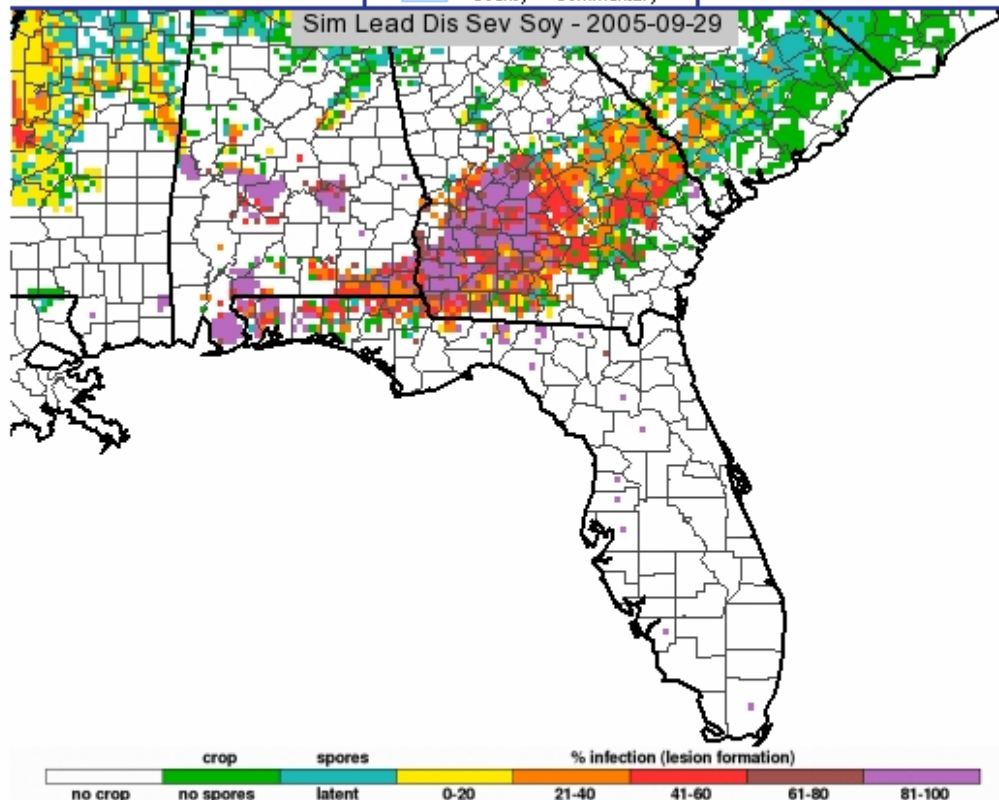 Sim Lead Dis Sev Soy - 2005-09-29
crop spores % infection (lesion formation)
no crop no spores latent 0-20 21-40 41-60 61-80 81-100